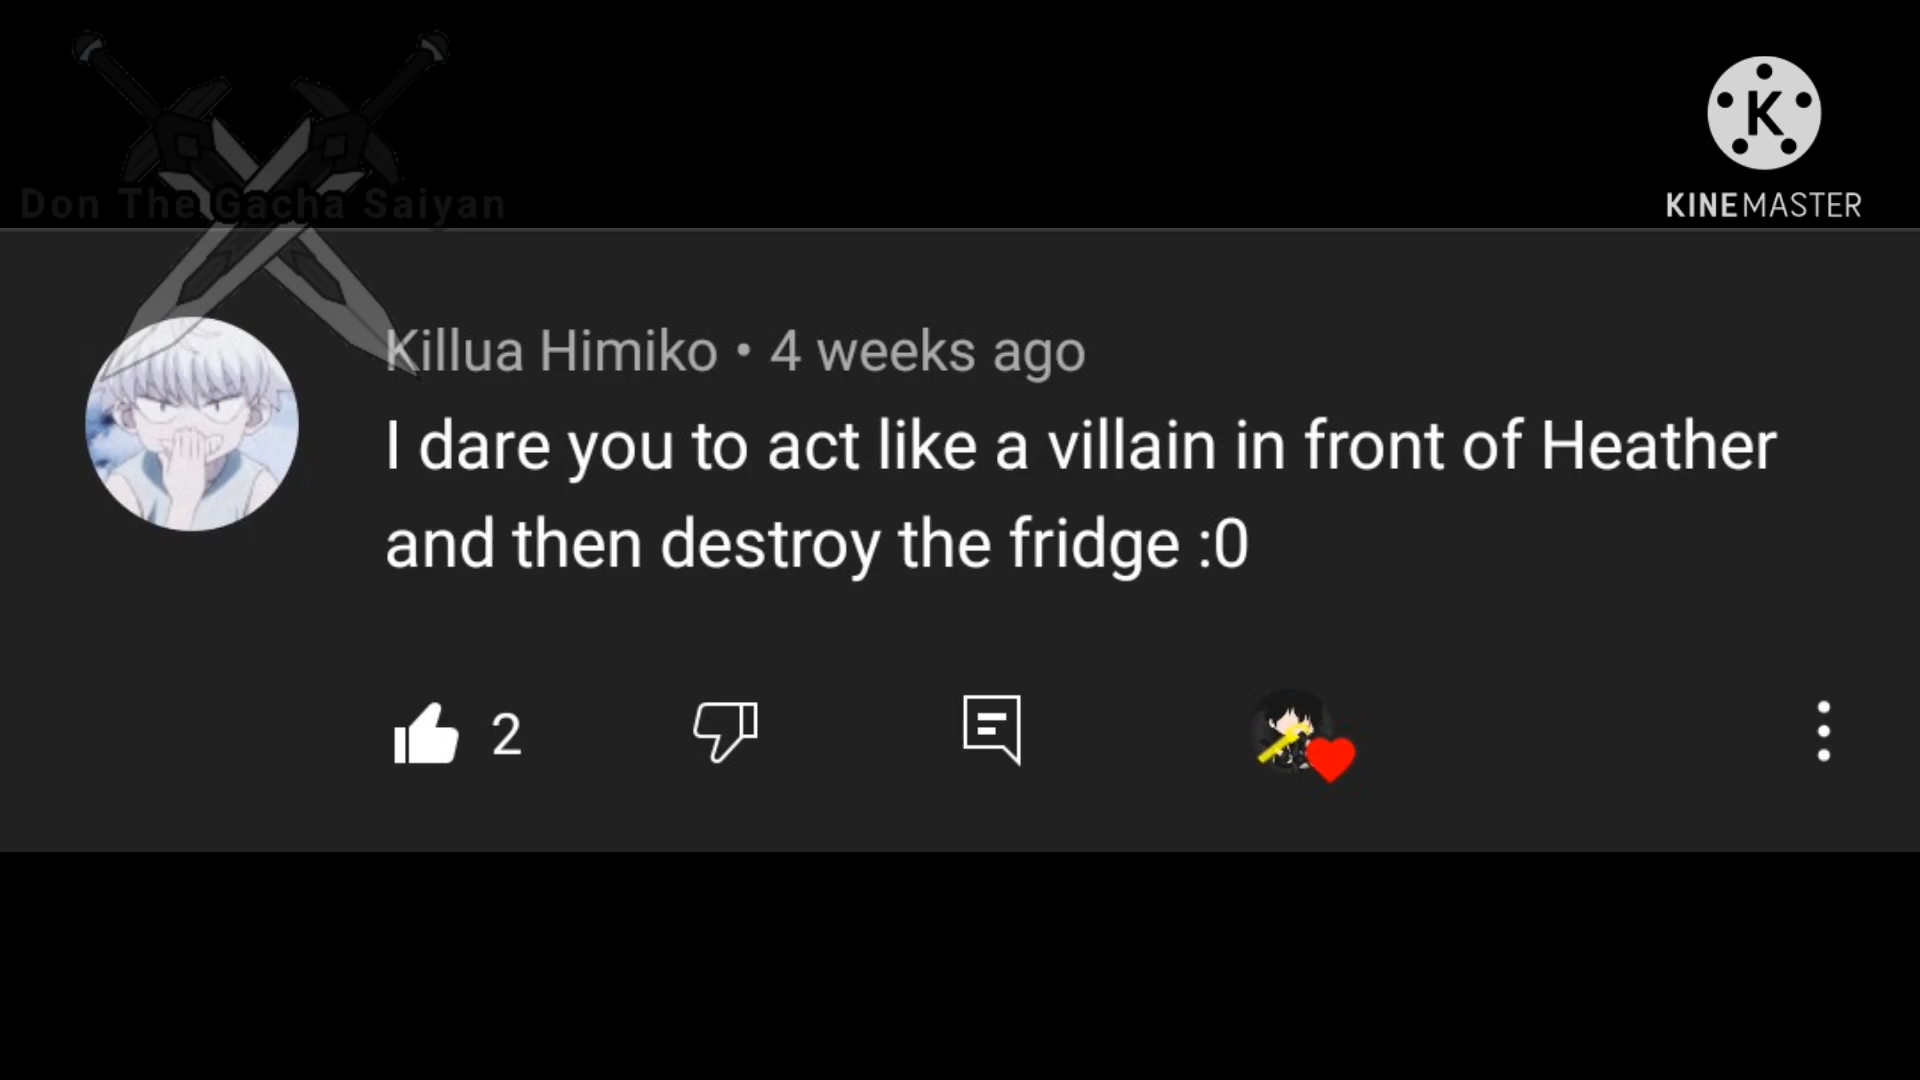 K
KINEMASTER
Don The Gacha Saiyan
Killua Himiko • 4 weeks ago
I dare you to act like a villain in front of Heather
and then destroy the fridge :0
2